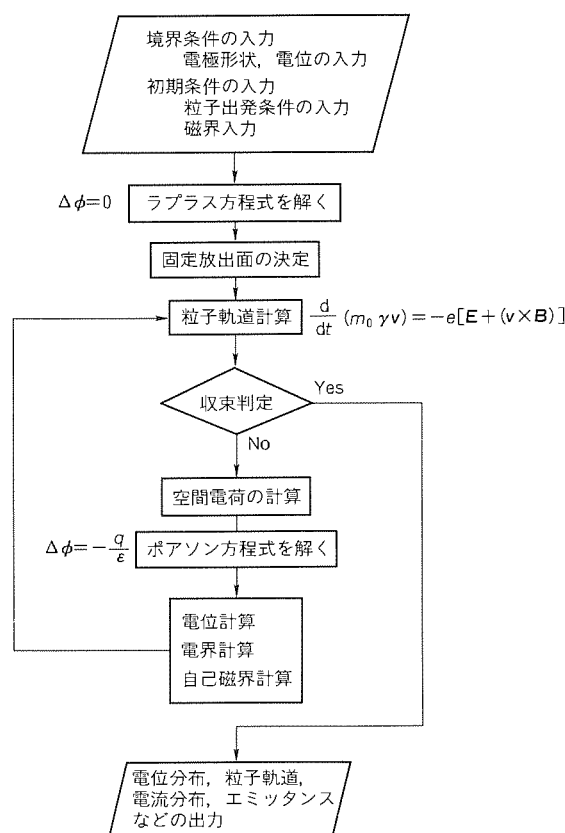 境界条件の入力
電極形状，電位の入力
初期条件の入力
粒子出発条件の入力
磁界入力
Δφ=0
ラプラス方程式を解く
固定放出面の決定
粒子軌道計算
d/dt (m₀ γv) = −e[E + (v×B)]
収束判定
Yes
No
空間電荷の計算
Δφ=−q/ε
ポアソン方程式を解く
電位計算
電界計算
自己磁界計算
電位分布，粒子軌道，
電流分布，エミッタンス
などの出力